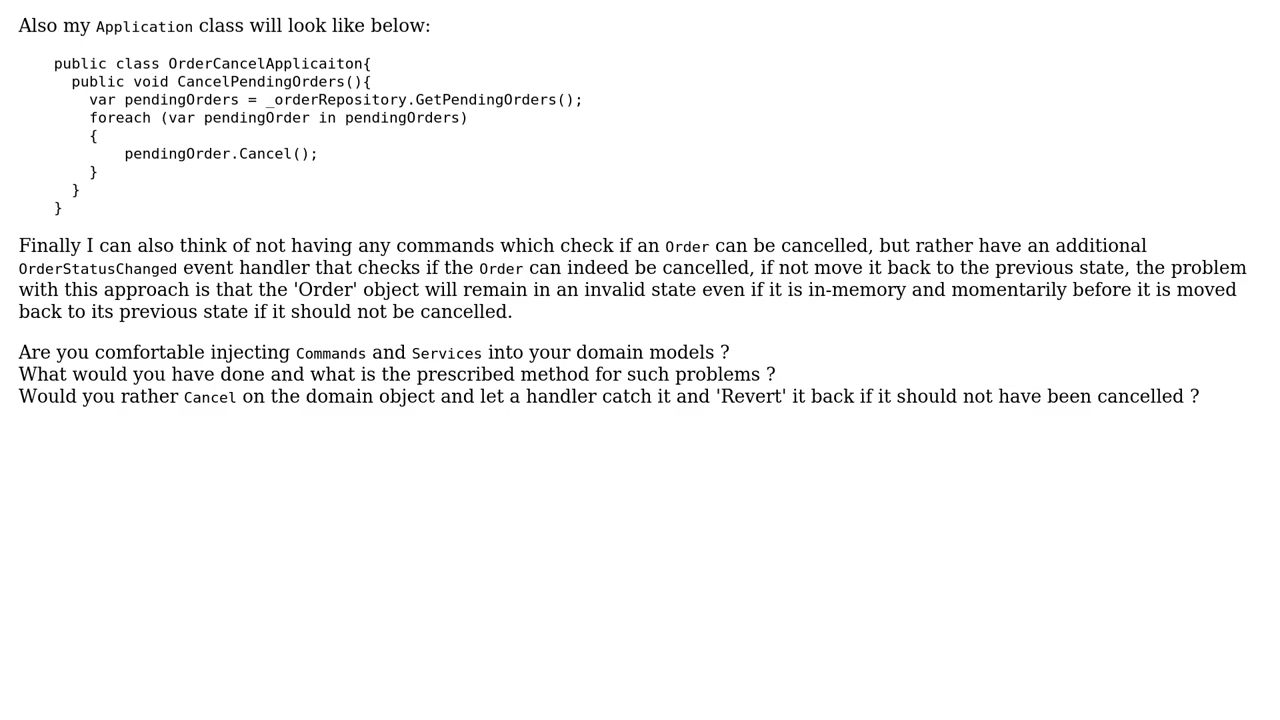 Also my Application class will look like below:
public class OrderCancelApplicaiton{
public void CancelPendingOrders(){
var pendingOrders = _orderRepository.GetPendingOrders();
foreach (var pendingOrder in pendingOrders)
{
pendingOrder.Cancel();
}
}
}
Finally I can also think of not having any commands which check if an Order can be cancelled, but rather have an additional
OrderStatusChanged event handler that checks if the Order can indeed be cancelled, if not move it back to the previous state, the problem
with this approach is that the 'Order' object will remain in an invalid state even if it is in-memory and momentarily before it is moved
back to its previous state if it should not be cancelled.
Are you comfortable injecting Commands and Services into your domain models ?
What would you have done and what is the prescribed method for such problems ?
Would you rather Cancel on the domain object and let a handler catch it and 'Revert' it back if it should not have been cancelled ?